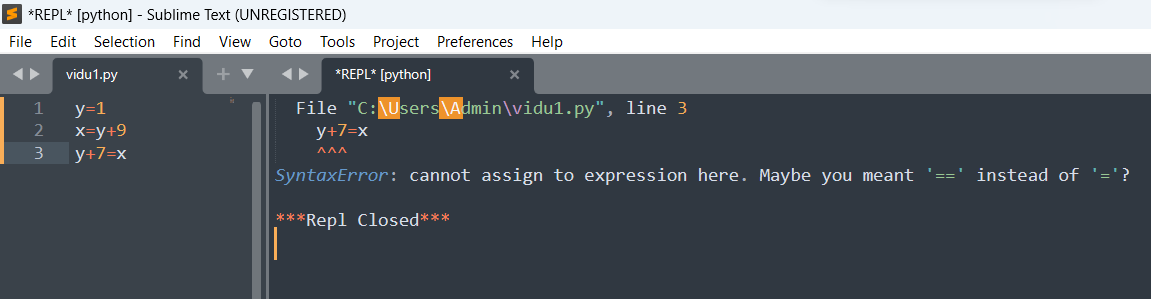 *REPL* [python] - Sublime Text (UNREGISTERED)
File Edit Selection Find View Goto Tools Project Preferences Help
vidu1.py × + *REPL* [python] ×
1 y=1
2 x=y+9
3 y+7=x
File "C:\Users\Admin\vidu1.py", line 3
y+7=x
^^^
SyntaxError: cannot assign to expression here. Maybe you meant '==' instead of '='?
***Repl Closed***